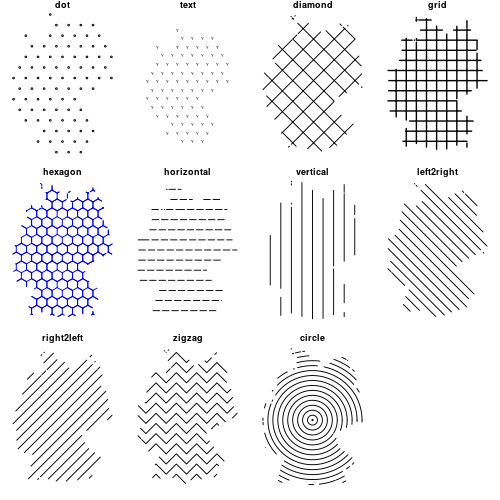 dot text diamond grid
hexagon horizontal vertical left2right
right2left zigzag circle